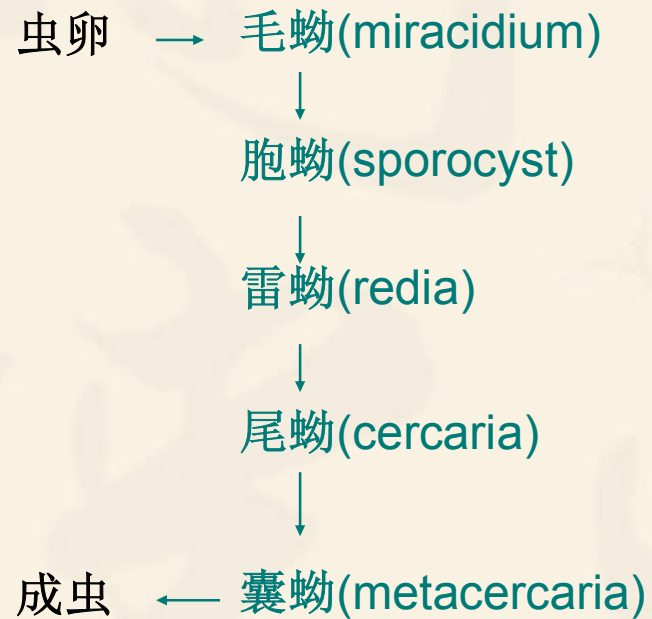 虫卵 → 毛蚴(miracidium)
↓
胞蚴(sporocyst)
↓
雷蚴(redia)
↓
尾蚴(cercaria)
↓
成虫 ← 囊蚴(metacercaria)